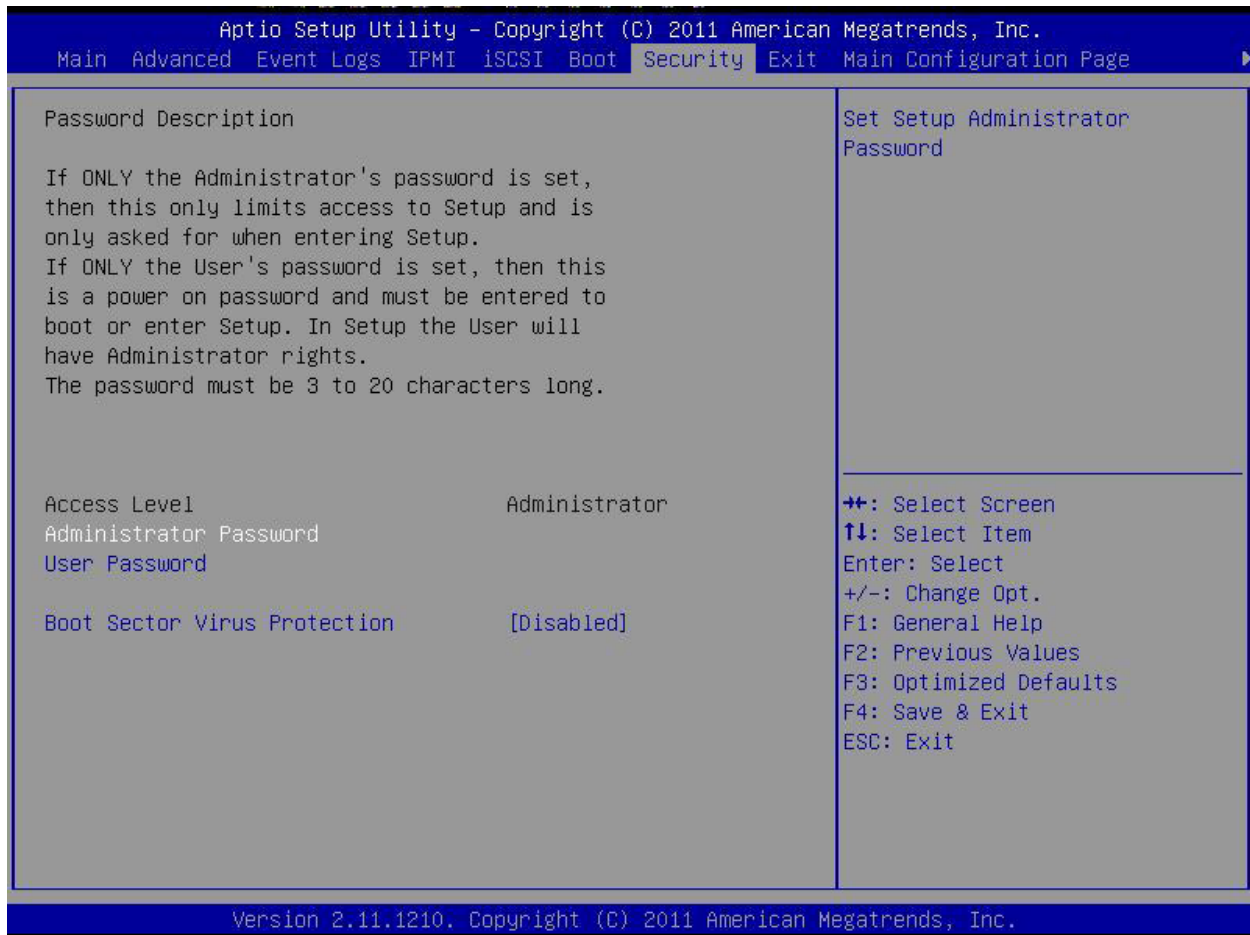 Aptio Setup Utility – Copyright (C) 2011 American Megatrends, Inc.
Main Advanced Event Logs IPMI iSCSI Boot Security Exit Main Configuration Page
Password Description
If ONLY the Administrator's password is set,
then this only limits access to Setup and is
only asked for when entering Setup.
If ONLY the User's password is set, then this
is a power on password and must be entered to
boot or enter Setup. In Setup the User will
have Administrator rights.
The password must be 3 to 20 characters long.
Access Level Administrator
Administrator Password
User Password
Boot Sector Virus Protection [Disabled]
Set Setup Administrator
Password
→←: Select Screen
↑↓: Select Item
Enter: Select
+/-: Change Opt.
F1: General Help
F2: Previous Values
F3: Optimized Defaults
F4: Save & Exit
ESC: Exit
Version 2.11.1210. Copyright (C) 2011 American Megatrends, Inc.